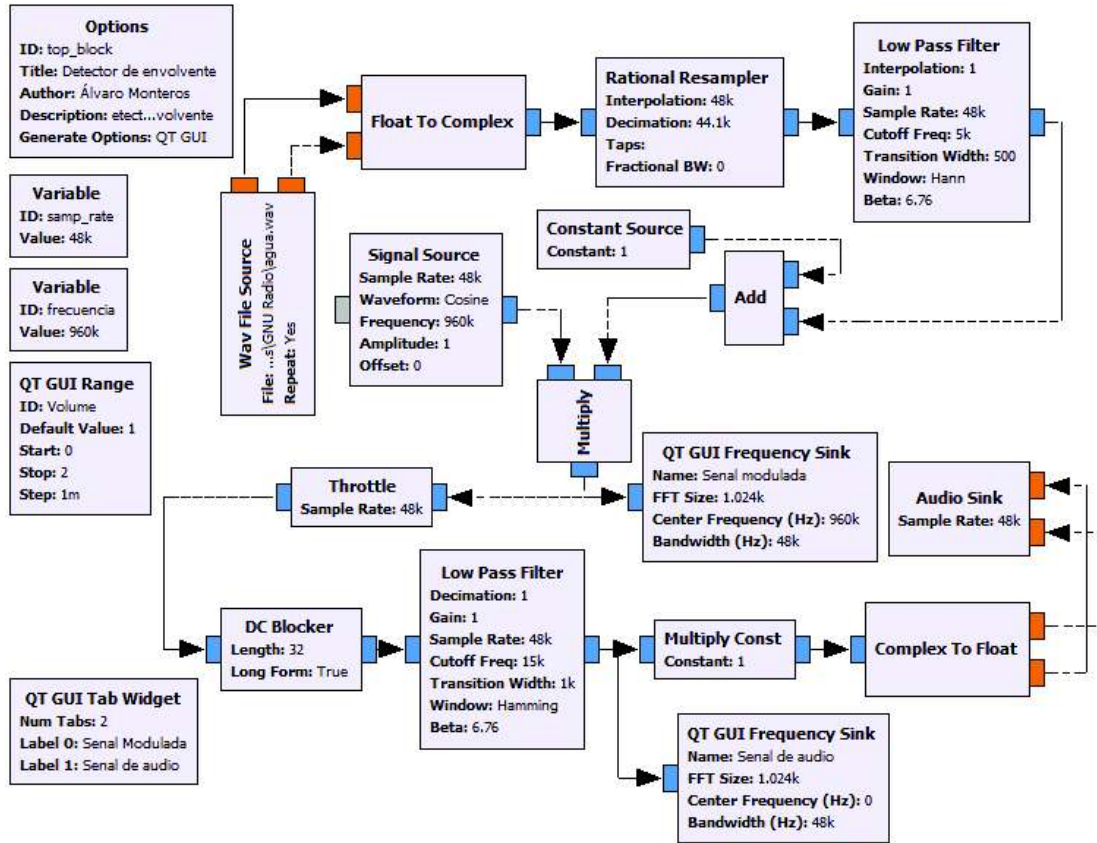 Options
ID: top_block
Title: Detector de envolvente
Author: Álvaro Monteros
Description: etect...volvente
Generate Options: QT GUI
Variable
ID: samp_rate
Value: 48k
Variable
ID: frecuencia
Value: 960k
QT GUI Range
ID: Volume
Default Value: 1
Start: 0
Stop: 2
Step: 1m
Wav File Source
File: ...s\GNU Radio\agua.wav
Repeat: Yes
Float To Complex
Rational Resampler
Interpolation: 48k
Decimation: 44.1k
Taps:
Fractional BW: 0
Low Pass Filter
Interpolation: 1
Gain: 1
Sample Rate: 48k
Cutoff Freq: 5k
Transition Width: 500
Window: Hann
Beta: 6.76
Signal Source
Sample Rate: 48k
Waveform: Cosine
Frequency: 960k
Amplitude: 1
Offset: 0
Constant Source
Constant: 1
Add
Multiply
Throttle
Sample Rate: 48k
QT GUI Frequency Sink
Name: Senal modulada
FFT Size: 1.024k
Center Frequency (Hz): 960k
Bandwidth (Hz): 48k
Audio Sink
Sample Rate: 48k
DC Blocker
Length: 32
Long Form: True
Low Pass Filter
Decimation: 1
Gain: 1
Sample Rate: 48k
Cutoff Freq: 15k
Transition Width: 1k
Window: Hamming
Beta: 6.76
Multiply Const
Constant: 1
Complex To Float
QT GUI Tab Widget
Num Tabs: 2
Label 0: Senal Modulada
Label 1: Senal de audio
QT GUI Frequency Sink
Name: Senal de audio
FFT Size: 1.024k
Center Frequency (Hz): 0
Bandwidth (Hz): 48k